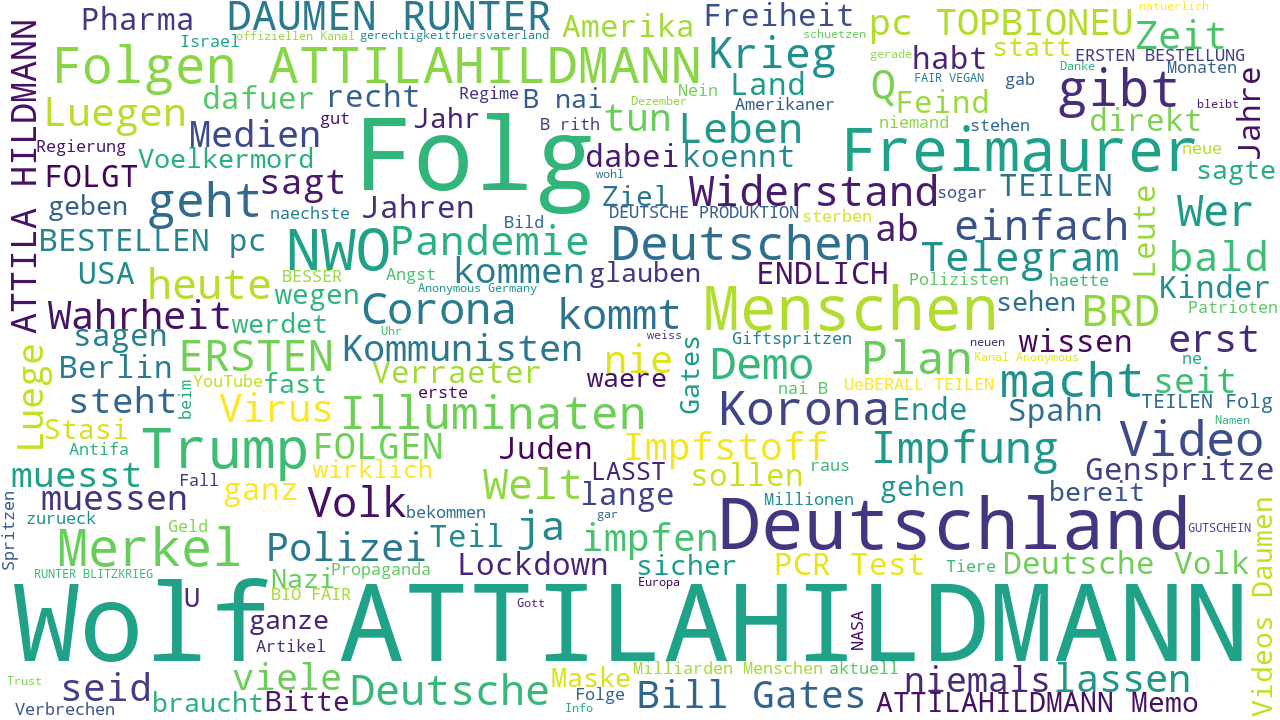 Pharma DAUMEN RUNTER Amerika Freiheit pc TOPBIONEU natuerlich Zeit
Israel offiziellen Kanal gerechtigkeitfuersvaterland schuetzen
Folgen ATTILAHILDMANN Krieg gerade habt statt ERSTEN BESTELLUNG
Danke Monaten
dafuer recht Regime B nai Nein Land Q FAIR VEGAN gab gibt
Luegen Dezember Amerikaner Feind bleibt Jahre
ATTILA HILDMANN
Medien gut Jahr B rith tun Leben niemand stehen direkt
Regierung Voelkermord Folg dabei koennt Freimaurer neue
FOLGT sagt wohl Ziel Widerstand sogar TEILEN sagte
geben geht naechste Jahren Bild DEUTSCHE PRODUKTION sterben Leute Wer
BESTELLEN pc NWO Pandemie Deutschen ab einfach
USA heute BESSER Angst kommen glauben ENDLICH Telegram bald
wegen Anonymous Germany Polizisten haette Kinder
Wahrheit werdet Corona kommt Menschen sehen BRD Patrioten
sagen Uhr weiss Giftspritzen neuen wissen erst
Luege Berlin ERSTEN Kommunisten nie Gates Demo Plan Kanal Anonymous ne
YouTube fast Verraeter waere nai B UeBERALL TEILEN macht seit
steht beim Virus erste Korona Ende Spahn TEILEN Folg
Stasi Illuminaten Namen
Antifa Trump FOLGEN Juden Impfstoff Impfung Video
muesst Fall wirklich LASST sollen raus Genspritze
Spritzen muessen ganz Volk Welt lange Millionen gehen bereit
zurueck Geld bekommen gar Deutschland GUTSCHEIN
Merkel Polizei Teil ja impfen Videos Daumen
RUNTER BLITZKRIEG Nazi Propaganda Lockdown sicher PCR Test Tiere Deutsche Volk
BIO FAIR Europa
Wolf ATTILAHILDMANN
U Gott
ganze NASA
Artikel
Trust viele Maske Milliarden Menschen aktuell niemals lassen
seid Deutsche Folge Bill Gates
Verbrechen braucht Bitte Info ATTILAHILDMANN Memo